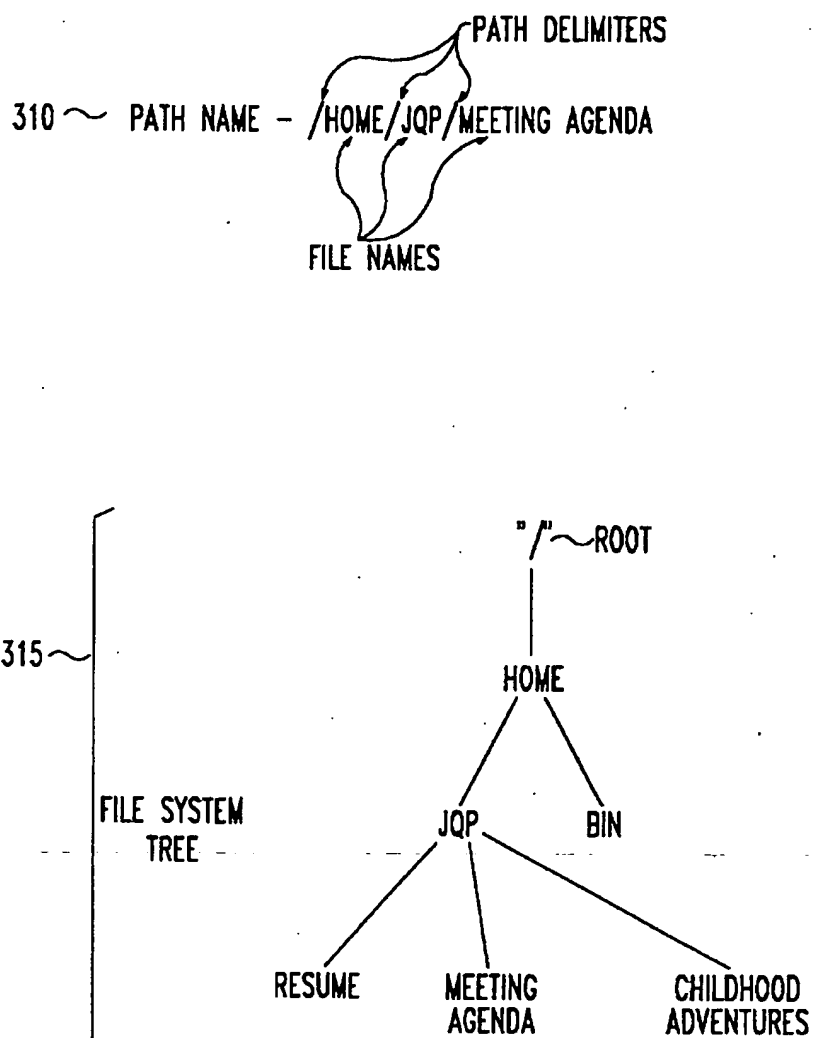 PATH DELIMITERS
310 PATH NAME - /HOME/JQP/MEETING AGENDA
FILE NAMES
"/" ROOT
315
HOME
FILE SYSTEM
TREE
JQP BIN
RESUME MEETING AGENDA CHILDHOOD ADVENTURES